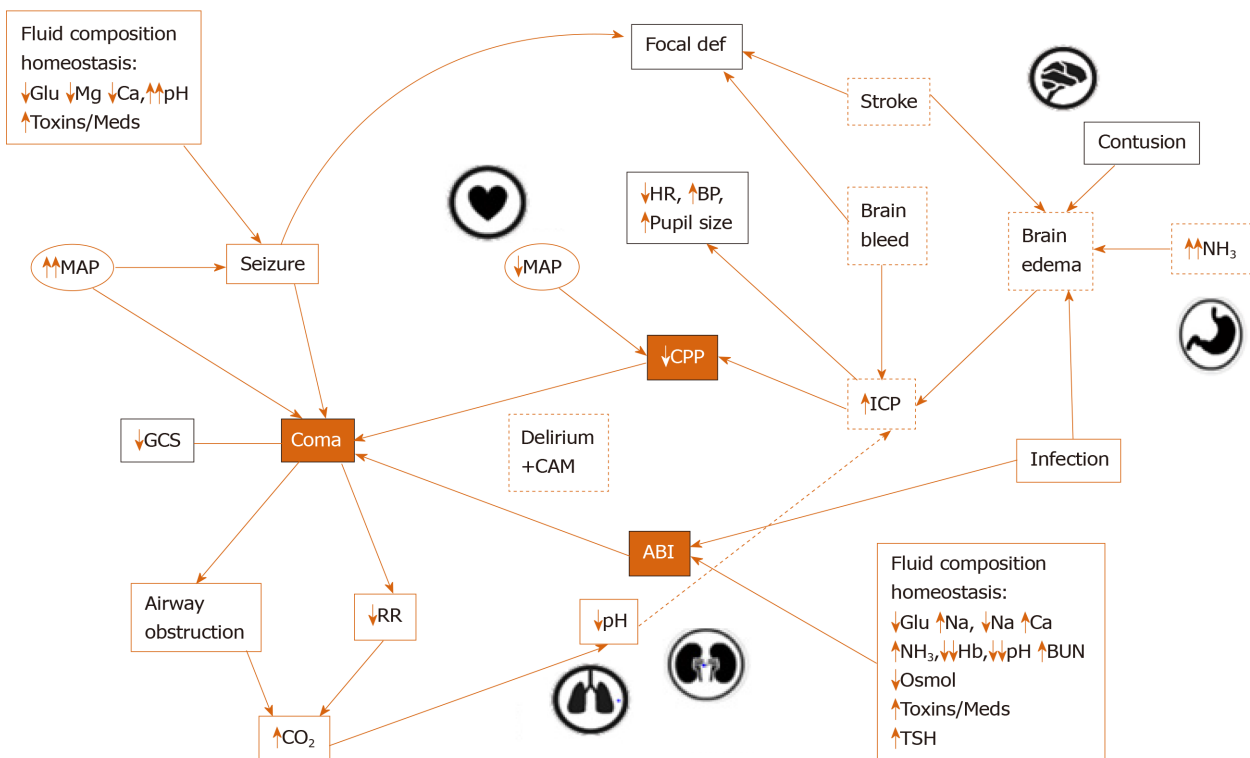 Fluid composition
homeostasis:
↓Glu ↓Mg ↓Ca,↑↑pH
↑Toxins/Meds
Focal def
Stroke
Contusion
↓HR, ↑BP,
↑Pupil size
Brain
bleed
Brain
edema
↑↑NH₃
↑↑MAP
Seizure
↓MAP
↓CPP
↑ICP
↓GCS
Coma
Delirium
+CAM
Infection
ABI
Airway
obstruction
↓RR
↓pH
Fluid composition
homeostasis:
↓Glu ↑Na, ↓Na ↑Ca
↑NH₃,↓↓Hb,↓↓pH ↑BUN
↓Osmol
↑Toxins/Meds
↑TSH
↑CO₂